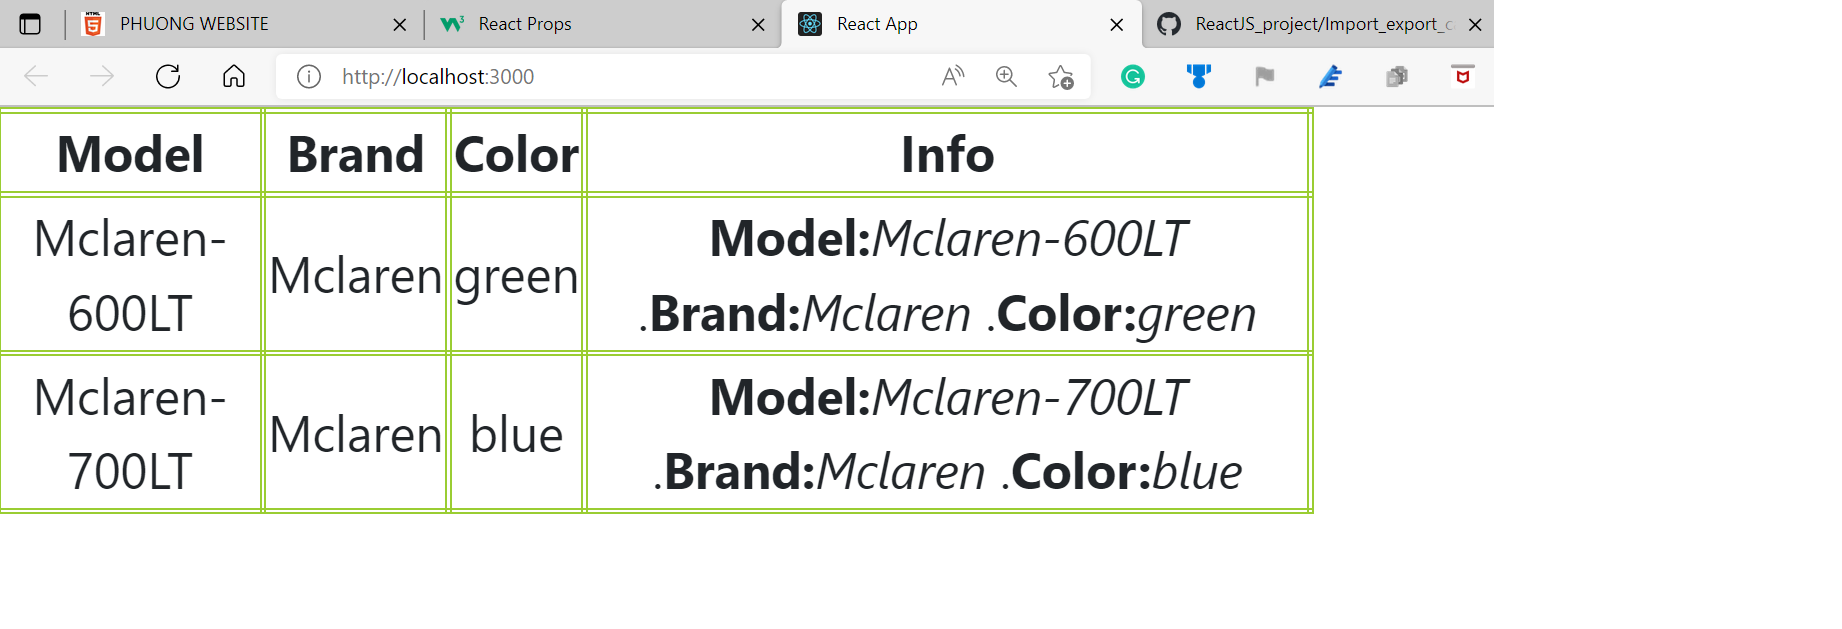 PHUONG WEBSITE
React Props
React App
ReactJS_project/Import_export_c
http://localhost:3000
Model Brand Color Info
Mclaren-
600LT
Mclaren
green
Model:Mclaren-600LT
.Brand:Mclaren .Color:green
Mclaren-
700LT
Mclaren
blue
Model:Mclaren-700LT
.Brand:Mclaren .Color:blue